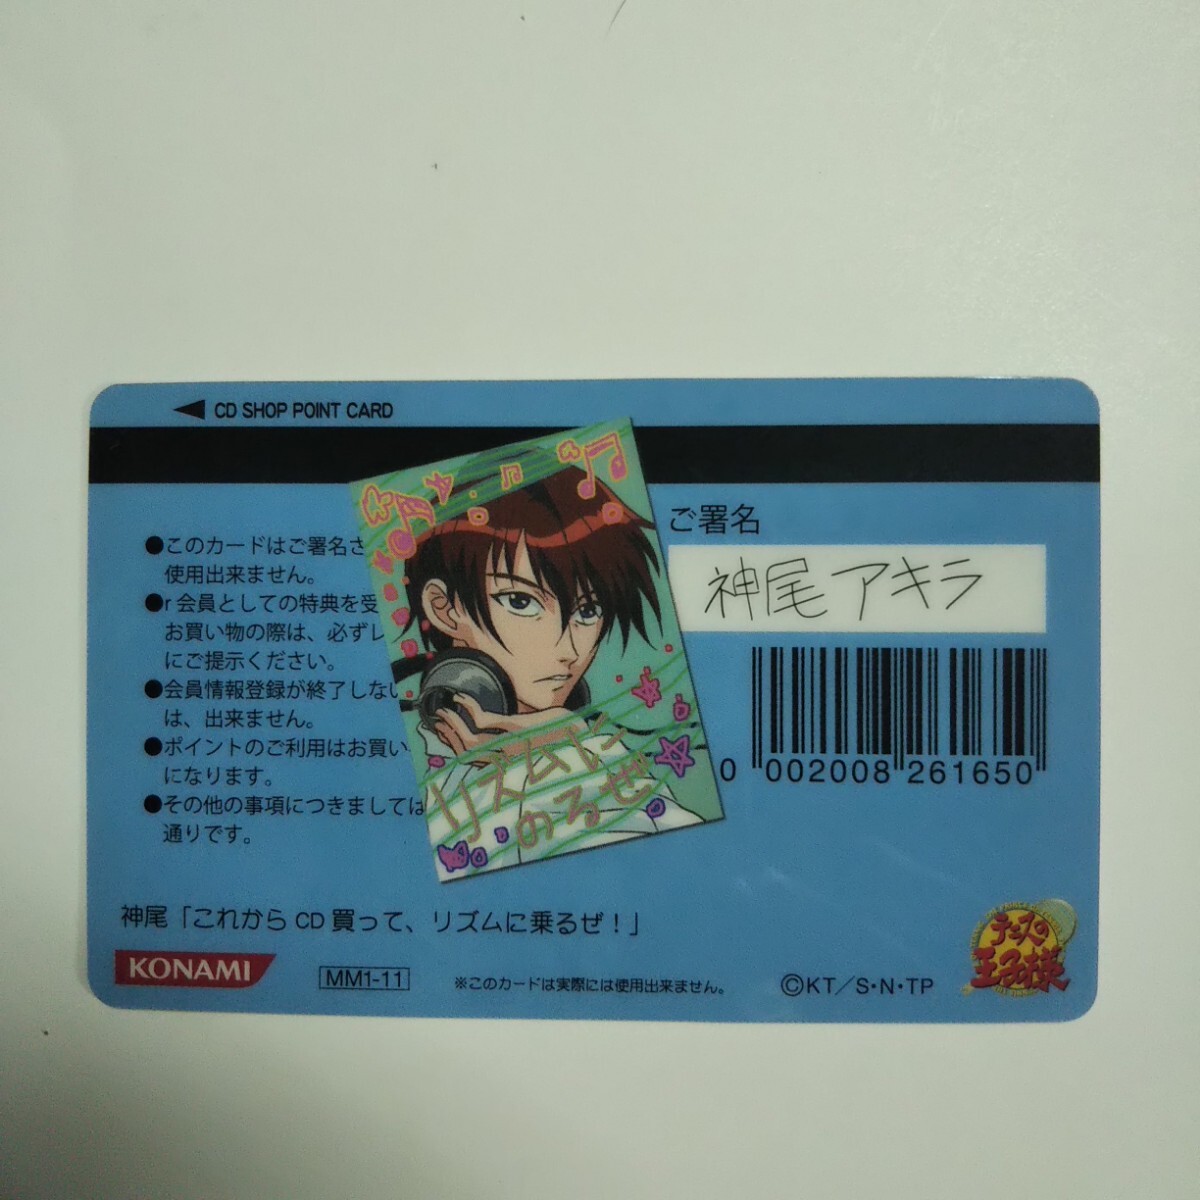 ◀ CD SHOP POINT CARD
●このカードはご署名さ
使用出来ません。
●r会員としての特典を受
お買い物の際は、必ずレ
にご提示ください。
●会員情報登録が終了しない
は、出来ません。
●ポイントのご利用はお買い
になります。
●その他の事項につきましては
通りです。
リズムに
のるぜ
ご署名
神尾アキラ
0 002008 261650
神尾「これからCD買って、リズムに乗るぜ！」
KONAMI
MM1-11
※このカードは実際には使用出来ません。
©KT／S・N・TP
テニスの
王子様